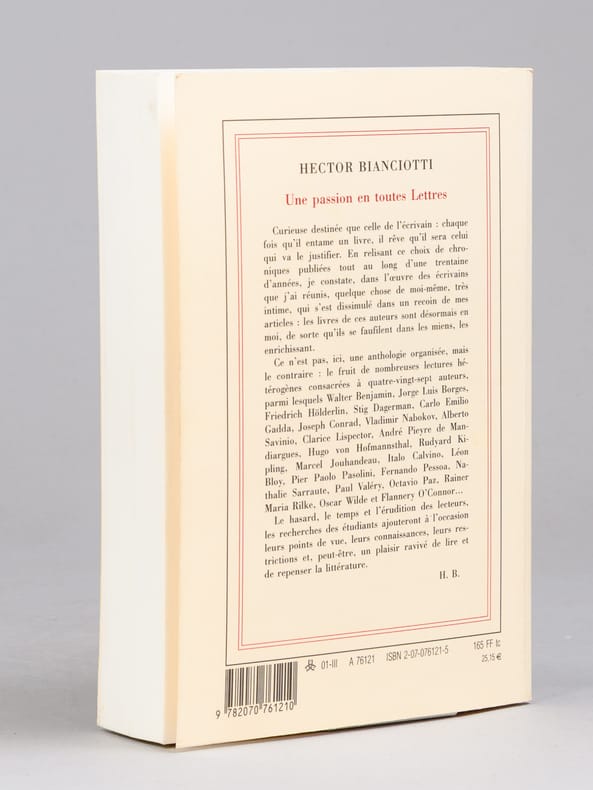 HECTOR BIANCIOTTI
Une passion en toutes Lettres
Curieuse destinée que celle de l'écrivain : chaque
fois qu'il entame un livre, il rêve qu'il sera celui
qui va le justifier. En relisant ce choix de chro-
niques publiées tout au long d'une trentaine
d'années, je constate, dans l'œuvre des écrivains
que j'ai réunis, quelque chose de moi-même, très
intime, qui s'est dissimulé dans un recoin de mes
articles : les livres de ces auteurs sont désormais en
moi, de sorte qu'ils se faufilent dans les miens, les
enrichissant.
Ce n'est pas, ici, une anthologie organisée, mais
le contraire : le fruit de nombreuses lectures hé-
térogènes consacrées à quatre-vingt-sept auteurs,
parmi lesquels Walter Benjamin, Jorge Luis Borges,
Friedrich Hölderlin, Stig Dagerman, Carlo Emilio
Gadda, Joseph Conrad, Vladimir Nabokov, Alberto
Savinio, Clarice Lispector, André Pieyre de Man-
diargues, Hugo von Hofmannsthal, Rudyard Ki-
pling, Marcel Jouhandeau, Italo Calvino, Léon
Bloy, Pier Paolo Pasolini, Fernando Pessoa, Na-
thalie Sarraute, Paul Valéry, Octavio Paz, Rainer
Maria Rilke, Oscar Wilde et Flannery O'Connor...
Le hasard, le temps et l'érudition des lecteurs,
les recherches des étudiants ajouteront à l'occasion
leurs points de vue, leurs connaissances, leurs res-
trictions et, peut-être, un plaisir ravivé de lire et
de repenser la littérature.
H. B.
01-III A 76121 ISBN 2-07-076121-5 165 FF tc
25,15 €
9 782070 761210